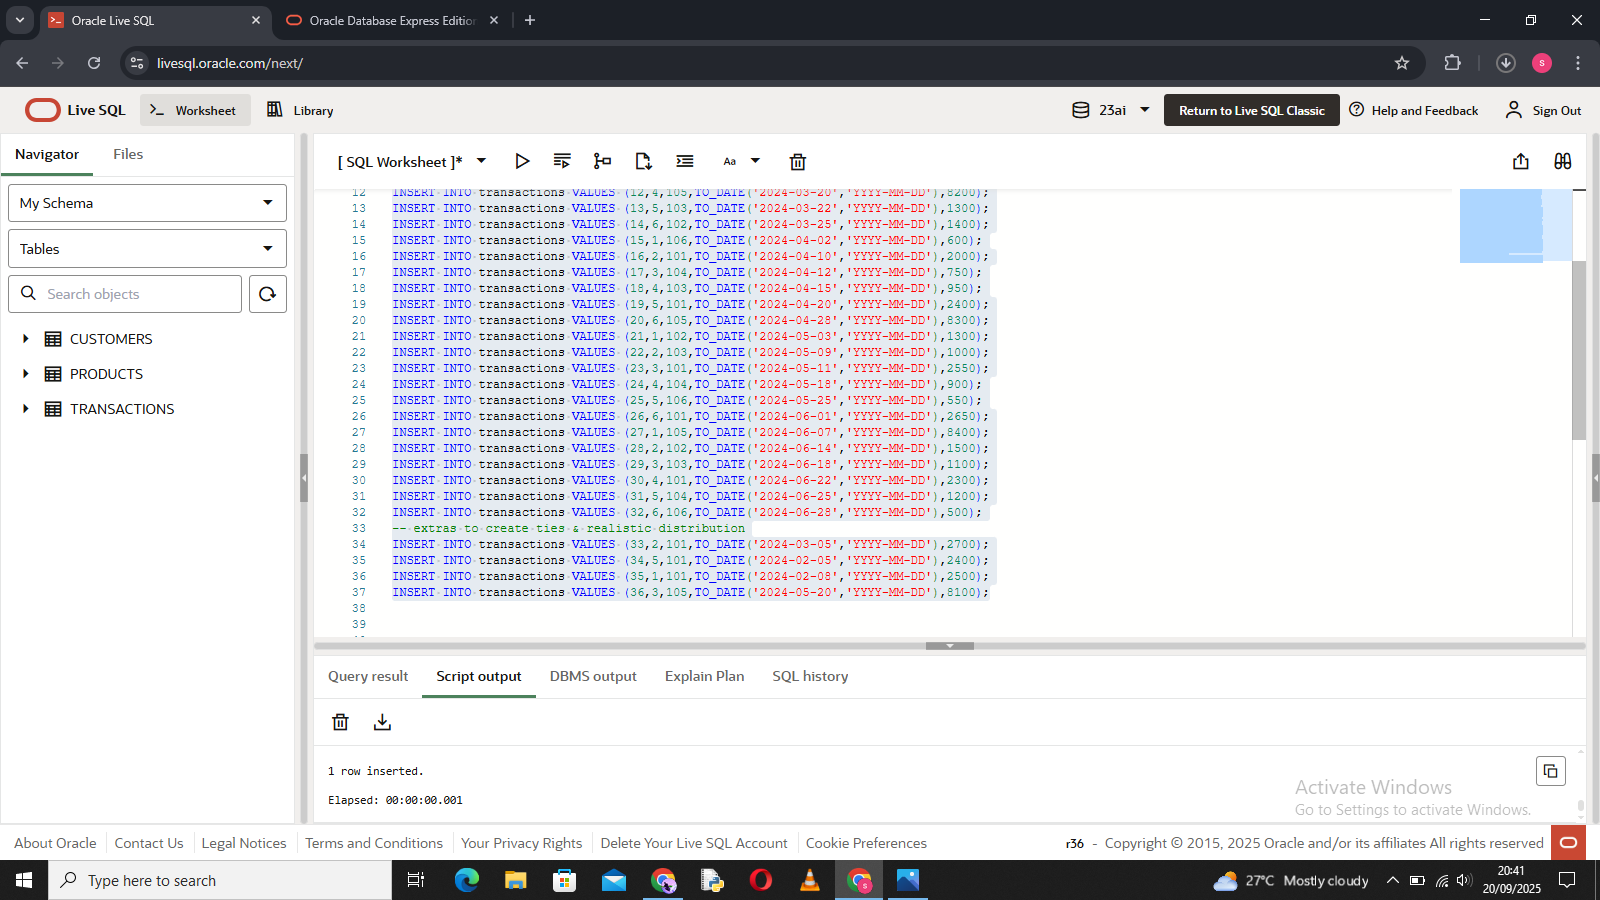 Oracle Live SQL
Oracle Database Express Editio
livesql.oracle.com/next/
S
Live SQL
Worksheet
Library
23ai
Return to Live SQL Classic
Help and Feedback
Sign Out
Navigator
Files
[ SQL Worksheet ]*
Aa
My Schema
Tables
Search objects
CUSTOMERS
PRODUCTS
TRANSACTIONS
12 INSERT INTO transactions VALUES (12,4,105,TO_DATE('2024-03-20','YYYY-MM-DD'),8200);
13 INSERT INTO transactions VALUES (13,5,103,TO_DATE('2024-03-22','YYYY-MM-DD'),1300);
14 INSERT INTO transactions VALUES (14,6,102,TO_DATE('2024-03-25','YYYY-MM-DD'),1400);
15 INSERT INTO transactions VALUES (15,1,106,TO_DATE('2024-04-02','YYYY-MM-DD'),600);
16 INSERT INTO transactions VALUES (16,2,101,TO_DATE('2024-04-10','YYYY-MM-DD'),2000);
17 INSERT INTO transactions VALUES (17,3,104,TO_DATE('2024-04-12','YYYY-MM-DD'),750);
18 INSERT INTO transactions VALUES (18,4,103,TO_DATE('2024-04-15','YYYY-MM-DD'),950);
19 INSERT INTO transactions VALUES (19,5,101,TO_DATE('2024-04-20','YYYY-MM-DD'),2400);
20 INSERT INTO transactions VALUES (20,6,105,TO_DATE('2024-04-28','YYYY-MM-DD'),8300);
21 INSERT INTO transactions VALUES (21,1,102,TO_DATE('2024-05-03','YYYY-MM-DD'),1300);
22 INSERT INTO transactions VALUES (22,2,103,TO_DATE('2024-05-09','YYYY-MM-DD'),1000);
23 INSERT INTO transactions VALUES (23,3,101,TO_DATE('2024-05-11','YYYY-MM-DD'),2550);
24 INSERT INTO transactions VALUES (24,4,104,TO_DATE('2024-05-18','YYYY-MM-DD'),900);
25 INSERT INTO transactions VALUES (25,5,106,TO_DATE('2024-05-25','YYYY-MM-DD'),550);
26 INSERT INTO transactions VALUES (26,6,101,TO_DATE('2024-06-01','YYYY-MM-DD'),2650);
27 INSERT INTO transactions VALUES (27,1,105,TO_DATE('2024-06-07','YYYY-MM-DD'),8400);
28 INSERT INTO transactions VALUES (28,2,102,TO_DATE('2024-06-14','YYYY-MM-DD'),1500);
29 INSERT INTO transactions VALUES (29,3,103,TO_DATE('2024-06-18','YYYY-MM-DD'),1100);
30 INSERT INTO transactions VALUES (30,4,101,TO_DATE('2024-06-22','YYYY-MM-DD'),2300);
31 INSERT INTO transactions VALUES (31,5,104,TO_DATE('2024-06-25','YYYY-MM-DD'),1200);
32 INSERT INTO transactions VALUES (32,6,106,TO_DATE('2024-06-28','YYYY-MM-DD'),500);
33 -- extras to create ties & realistic distribution
34 INSERT INTO transactions VALUES (33,2,101,TO_DATE('2024-03-05','YYYY-MM-DD'),2700);
35 INSERT INTO transactions VALUES (34,5,101,TO_DATE('2024-02-05','YYYY-MM-DD'),2400);
36 INSERT INTO transactions VALUES (35,1,101,TO_DATE('2024-02-08','YYYY-MM-DD'),2500);
37 INSERT INTO transactions VALUES (36,3,105,TO_DATE('2024-05-20','YYYY-MM-DD'),8100);
38
39
Query result
Script output
DBMS output
Explain Plan
SQL history
1 row inserted.
Elapsed: 00:00:00.001
Activate Windows
Go to Settings to activate Windows.
About Oracle
Contact Us
Legal Notices
Terms and Conditions
Your Privacy Rights
Delete Your Live SQL Account
Cookie Preferences
r36 - Copyright © 2015, 2025 Oracle and/or its affiliates All rights reserved
Type here to search
27°C Mostly cloudy
20:41
20/09/2025